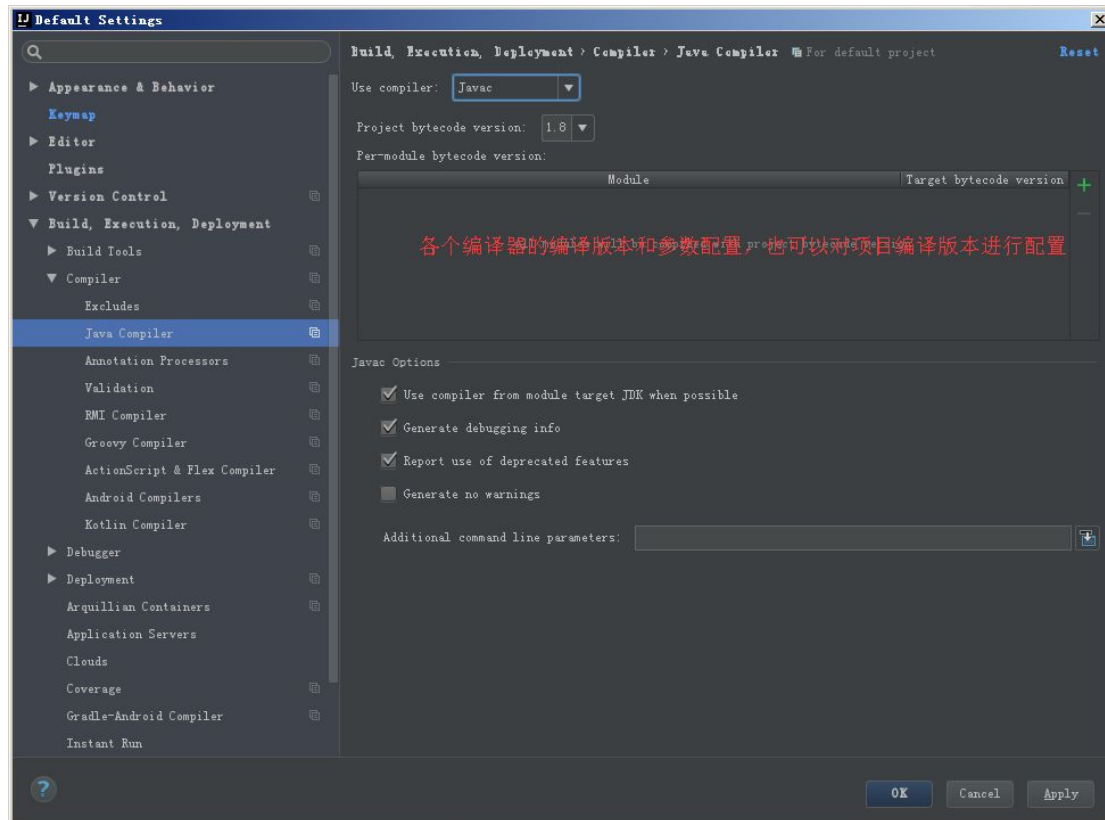 Default Settings
Build, Execution, Deployment › Compiler › Java Compiler For default project Reset
Appearance & Behavior
Keymap
Editor
Plugins
Version Control
Build, Execution, Deployment
Build Tools
Compiler
Excludes
Java Compiler
Annotation Processors
Validation
RMI Compiler
Groovy Compiler
ActionScript & Flex Compiler
Android Compilers
Kotlin Compiler
Debugger
Deployment
Arquillian Containers
Application Servers
Clouds
Coverage
Gradle-Android Compiler
Instant Run
Use compiler: Javac
Project bytecode version: 1.8
Per-module bytecode version:
Module Target bytecode version
各个编译器的编译版本和参数配置,也可以对项目编译版本进行配置
Javac Options
Use compiler from module target JDK when possible
Generate debugging info
Report use of deprecated features
Generate no warnings
Additional command line parameters:
? OK Cancel Apply